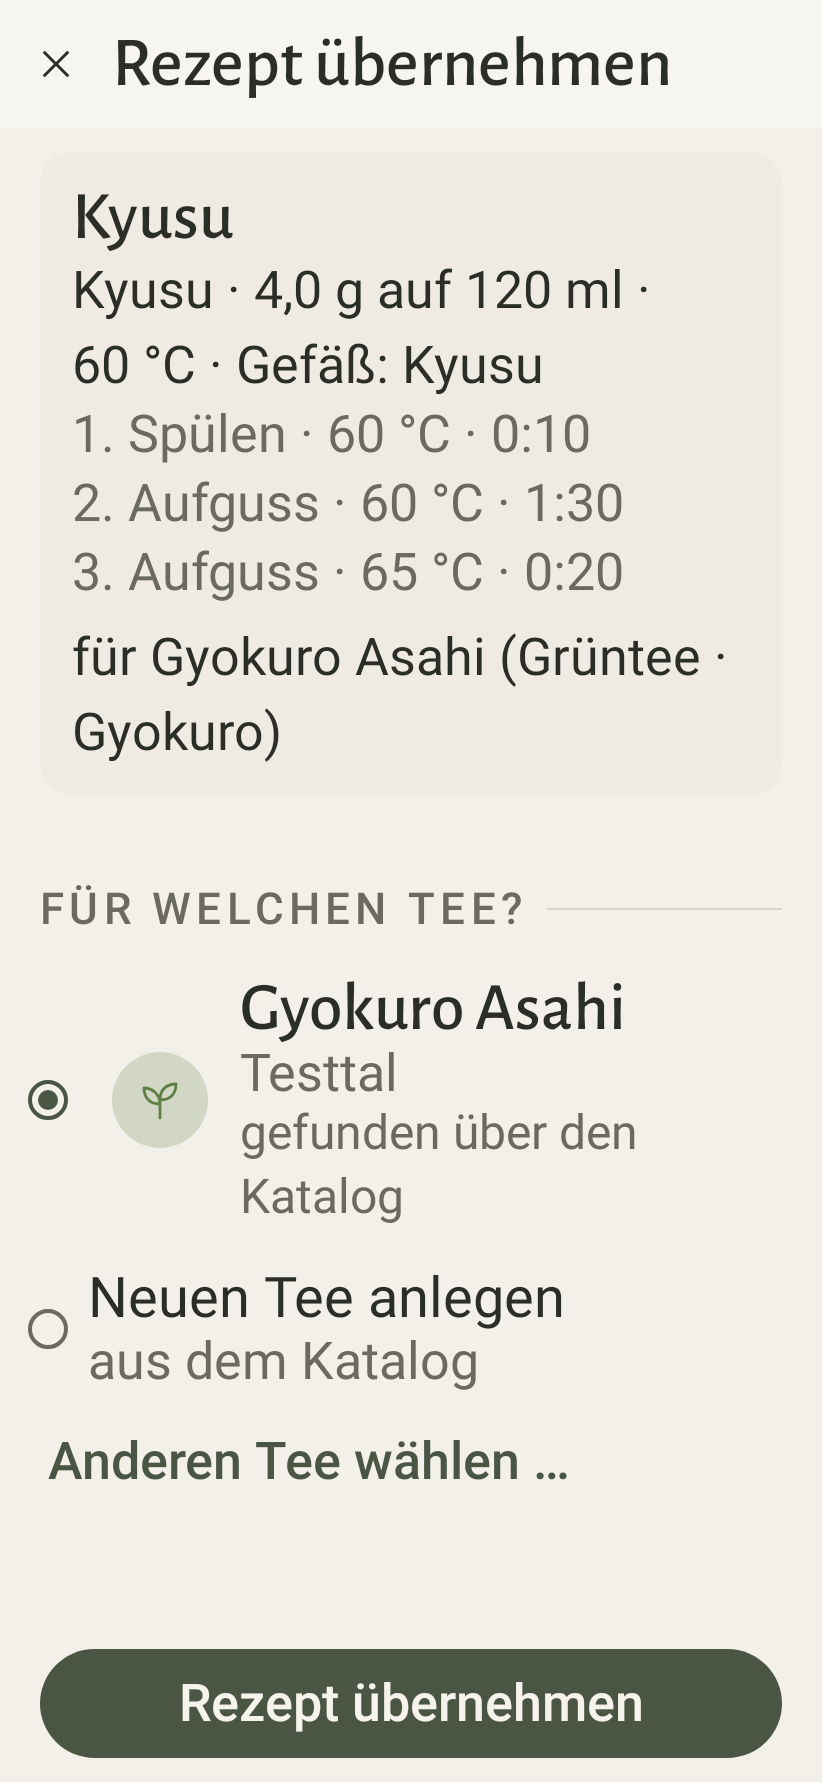 Rezept übernehmen
Kyusu
Kyusu · 4,0 g auf 120 ml ·
60 °C · Gefäß: Kyusu
1. Spülen · 60 °C · 0:10
2. Aufguss · 60 °C · 1:30
3. Aufguss · 65 °C · 0:20
für Gyokuro Asahi (Grüntee ·
Gyokuro)
FÜR WELCHEN TEE?
Gyokuro Asahi
Testtal
gefunden über den
Katalog
Neuen Tee anlegen
aus dem Katalog
Anderen Tee wählen …
Rezept übernehmen